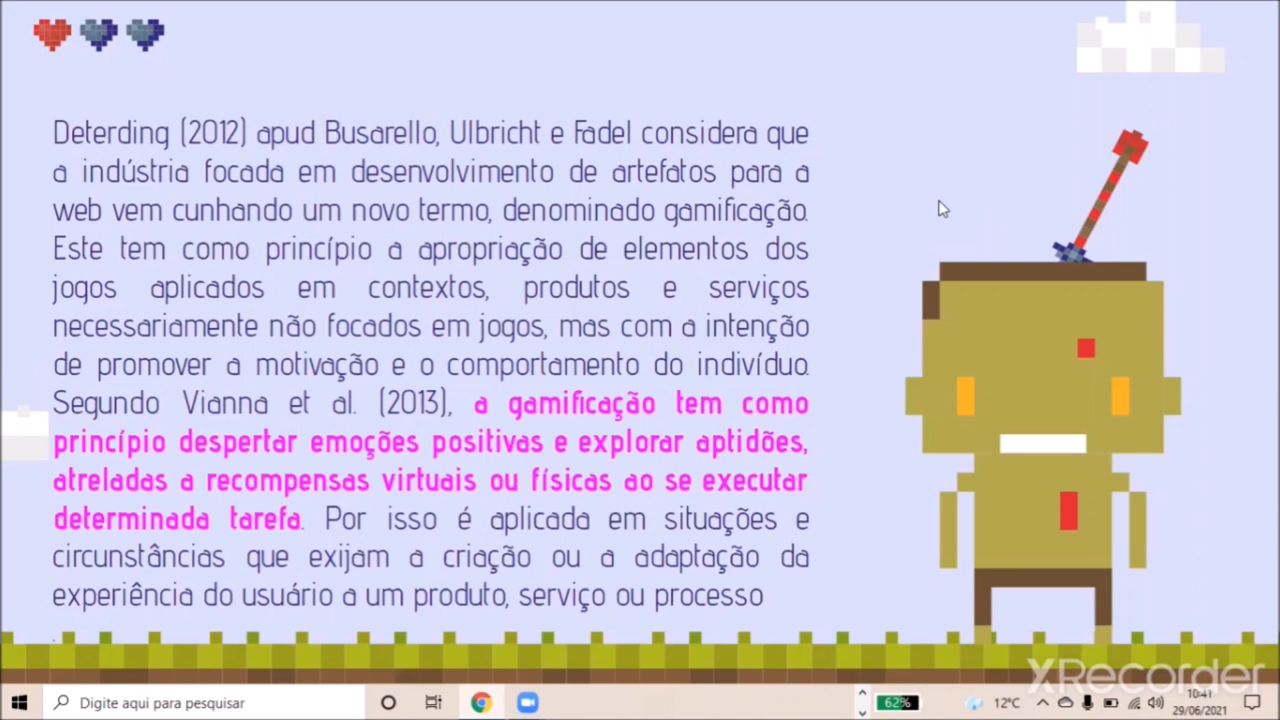 Deterding (2012) apud Busarello, Ulbricht e Fadel considera que
a indústria focada em desenvolvimento de artefatos para a
web vem cunhando um novo termo, denominado gamificação.
Este tem como princípio a apropriação de elementos dos
jogos aplicados em contextos, produtos e serviços
necessariamente não focados em jogos, mas com a intenção
de promover a motivação e o comportamento do indivíduo.
Segundo Vianna et al. (2013), a gamificação tem como
princípio despertar emoções positivas e explorar aptidões,
atreladas a recompensas virtuais ou físicas ao se executar
determinada tarefa. Por isso é aplicada em situações e
circunstâncias que exijam a criação ou a adaptação da
experiência do usuário a um produto, serviço ou processo
.
XRecorder
Digite aqui para pesquisar
62%
12°C
10:41
29/06/2021